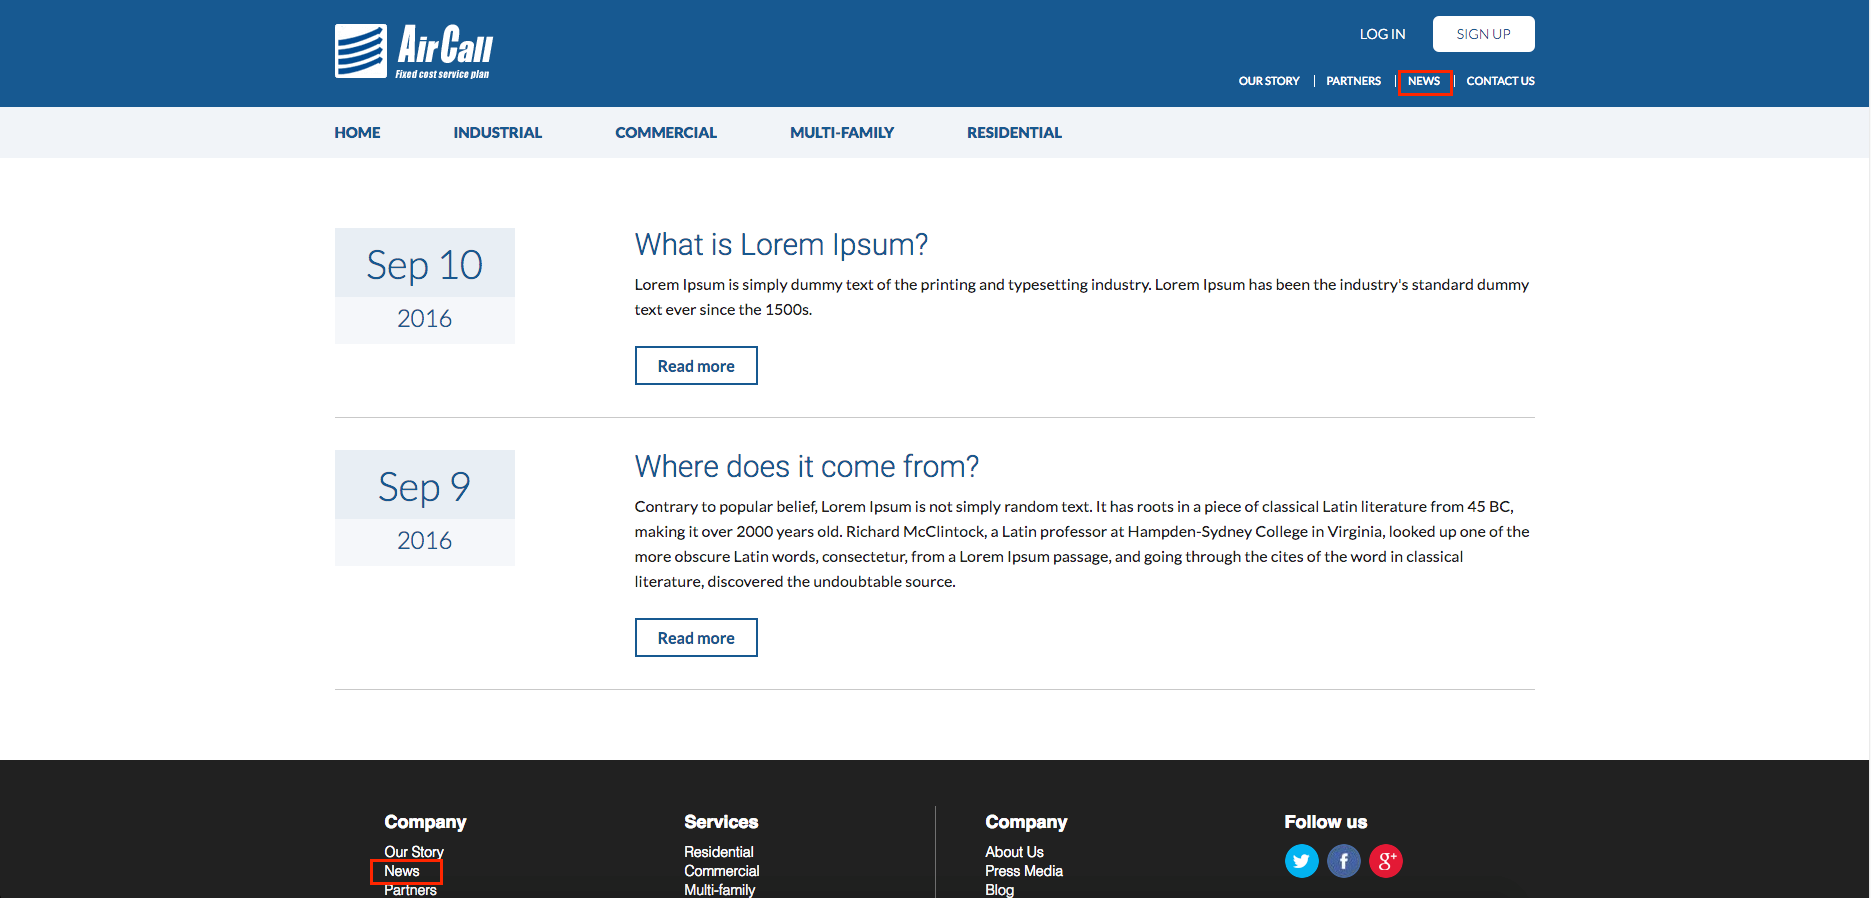 AirCall
Fixed cost service plan
LOG IN
SIGN UP
OUR STORY | PARTNERS | NEWS | CONTACT US
HOME INDUSTRIAL COMMERCIAL MULTI-FAMILY RESIDENTIAL
Sep 10
2016
What is Lorem Ipsum?
Lorem Ipsum is simply dummy text of the printing and typesetting industry. Lorem Ipsum has been the industry's standard dummy
text ever since the 1500s.
Read more
Sep 9
2016
Where does it come from?
Contrary to popular belief, Lorem Ipsum is not simply random text. It has roots in a piece of classical Latin literature from 45 BC,
making it over 2000 years old. Richard McClintock, a Latin professor at Hampden-Sydney College in Virginia, looked up one of the
more obscure Latin words, consectetur, from a Lorem Ipsum passage, and going through the cites of the word in classical
literature, discovered the undoubtable source.
Read more
Company
Our Story
News
Partners
Services
Residential
Commercial
Multi-family
Company
About Us
Press Media
Blog
Follow us